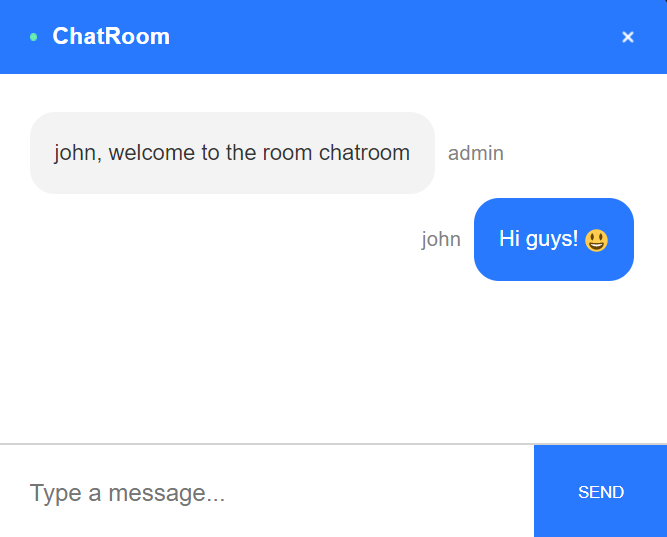 ChatRoom ×
john, welcome to the room chatroom admin
john Hi guys! 😃
Type a message... SEND